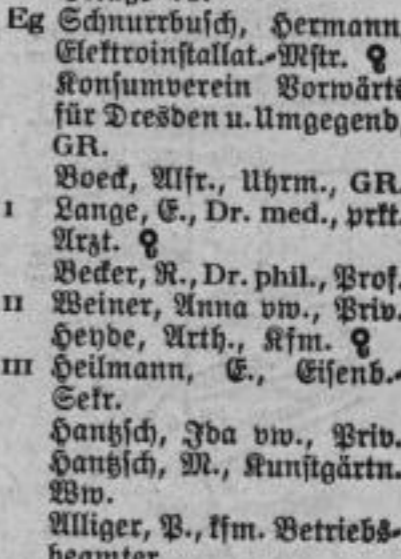 Eg Schnurrbusch, Hermann
Elektroinstallat.-Mstr.
Konsumverein Vorwärts
für Dresden u. Umgegend,
GR.
Boeck, Alfr., Uhrm., GR.
I Lange, E., Dr. med., prkt.
Arzt.
Becker, R., Dr. phil., Prof.
II Weiner, Anna vw., Priv.
Heyde, Arth., Kfm.
III Heilmann, E., Eisenb.-
Sekr.
Hantzsch, Ida vw., Priv.
Hantzsch, M., Kunstgärtn.
Ww.
Alliger, P., kfm. Betriebs-
beamter